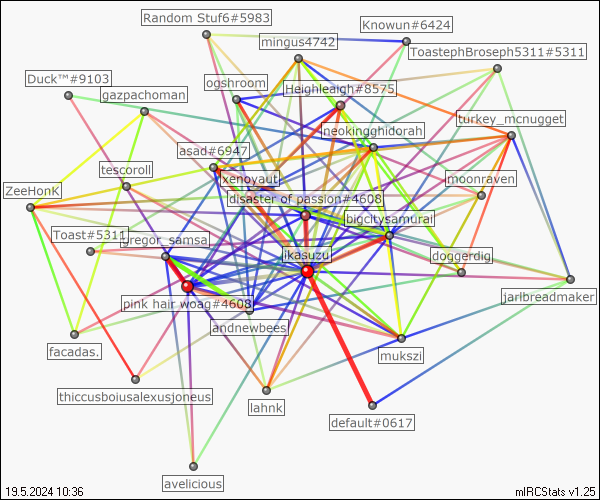 Random Stuf6#5983
Knowun#6424
mingus4742
ToastephBroseph5311#5311
Duck™#9103
ogshroom
Heighleagh#8575
gazpachoman
turkey_mcnugget
neokingghidorah
asad#6947
tescoroll
xenoyaut
moonraven
ZeeHonK
disaster of passion#4608
bigcitysamurai
Toast#5311
gregor_samsa
ikasuzu
doggerdig
jarlbreadmaker
pink hair woag#4608
andnewbees
facadas.
mukszi
thiccusboiusalexusjoneus
lahnk
default#0617
avelicious
19.5.2024 10:36
mIRCStats v1.25